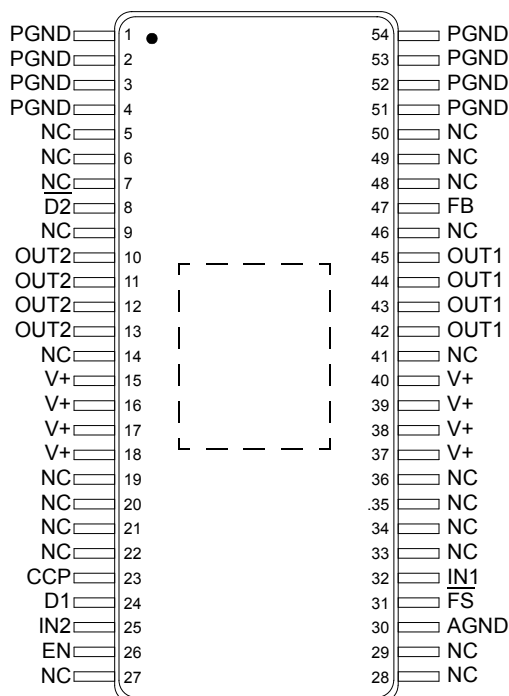 PGND 1 54 PGND
PGND 2 53 PGND
PGND 3 52 PGND
PGND 4 51 PGND
NC 5 50 NC
NC 6 49 NC
NC 7 48 NC
D2 8 47 FB
NC 9 46 NC
OUT2 10 45 OUT1
OUT2 11 44 OUT1
OUT2 12 43 OUT1
OUT2 13 42 OUT1
NC 14 41 NC
V+ 15 40 V+
V+ 16 39 V+
V+ 17 38 V+
V+ 18 37 V+
NC 19 36 NC
NC 20 .35 NC
NC 21 34 NC
NC 22 33 NC
CCP 23 32 IN1
D1 24 31 FS
IN2 25 30 AGND
EN 26 29 NC
NC 27 28 NC